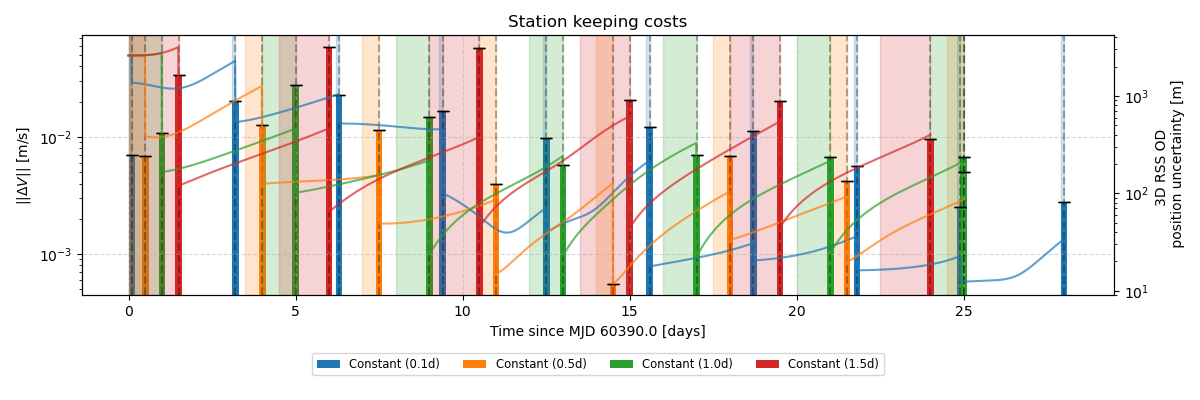 Station keeping costs
||ΔV|| [m/s]
10⁻²
10⁻³
10³
10²
10¹
3D RSS OD
position uncertainty [m]
0 5 10 15 20 25
Time since MJD 60390.0 [days]
Constant (0.1d) Constant (0.5d) Constant (1.0d) Constant (1.5d)